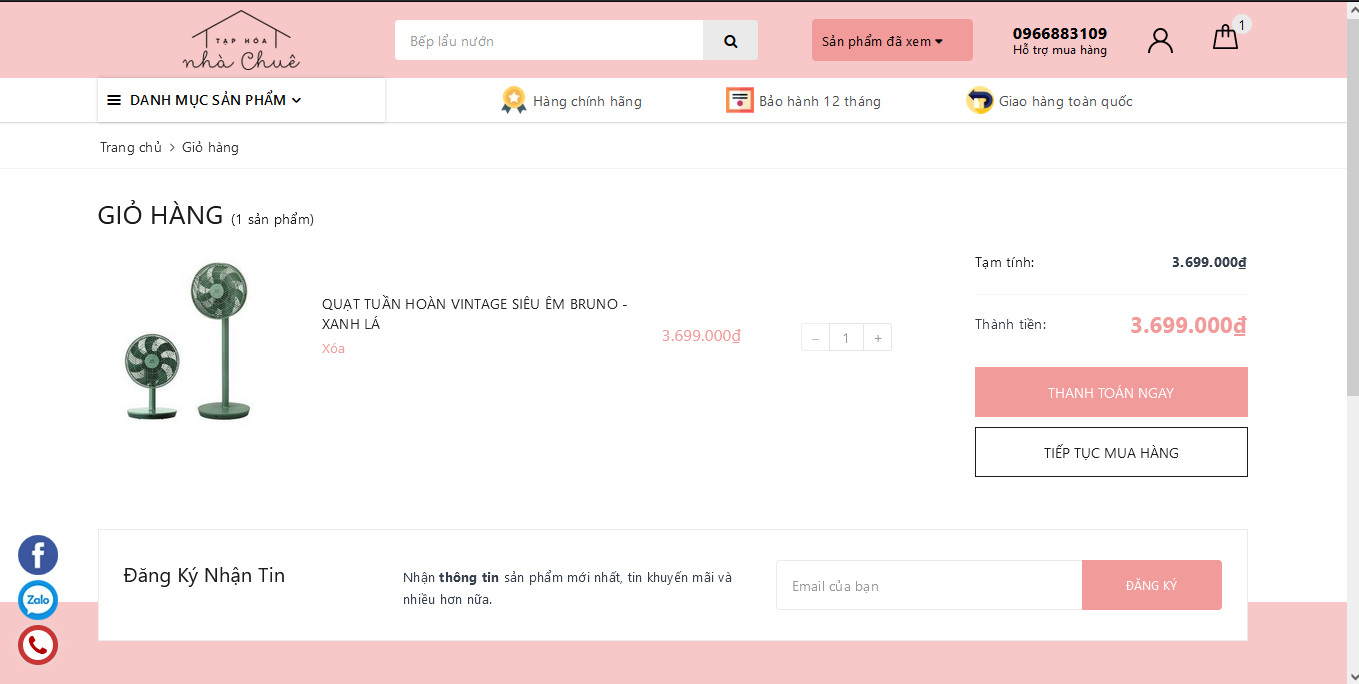 TẠP HÓA
nhà Chuê
Bếp lẩu nướn
Sản phẩm đã xem
0966883109
Hỗ trợ mua hàng
1
DANH MỤC SẢN PHẨM
Hàng chính hãng
Bảo hành 12 tháng
Giao hàng toàn quốc
Trang chủ > Giỏ hàng
GIỎ HÀNG (1 sản phẩm)
QUẠT TUẦN HOÀN VINTAGE SIÊU ÊM BRUNO -
XANH LÁ
Xóa
3.699.000₫
– 1 +
Tạm tính: 3.699.000₫
Thành tiền: 3.699.000₫
THANH TOÁN NGAY
TIẾP TỤC MUA HÀNG
Đăng Ký Nhận Tin
Nhận thông tin sản phẩm mới nhất, tin khuyến mãi và
nhiều hơn nữa.
Email của bạn
ĐĂNG KÝ
Zalo